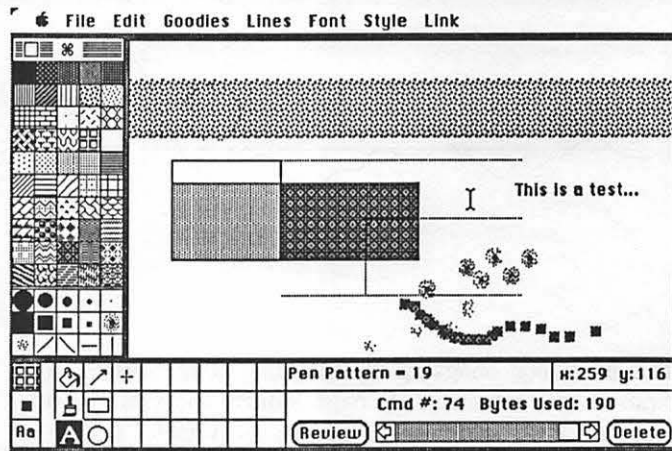 File Edit Goodies Lines Font Style Link
This is a test...
Pen Pattern = 19
x:259 y:116
Cmd #: 74 Bytes Used: 190
Aa
A
Review
Delete